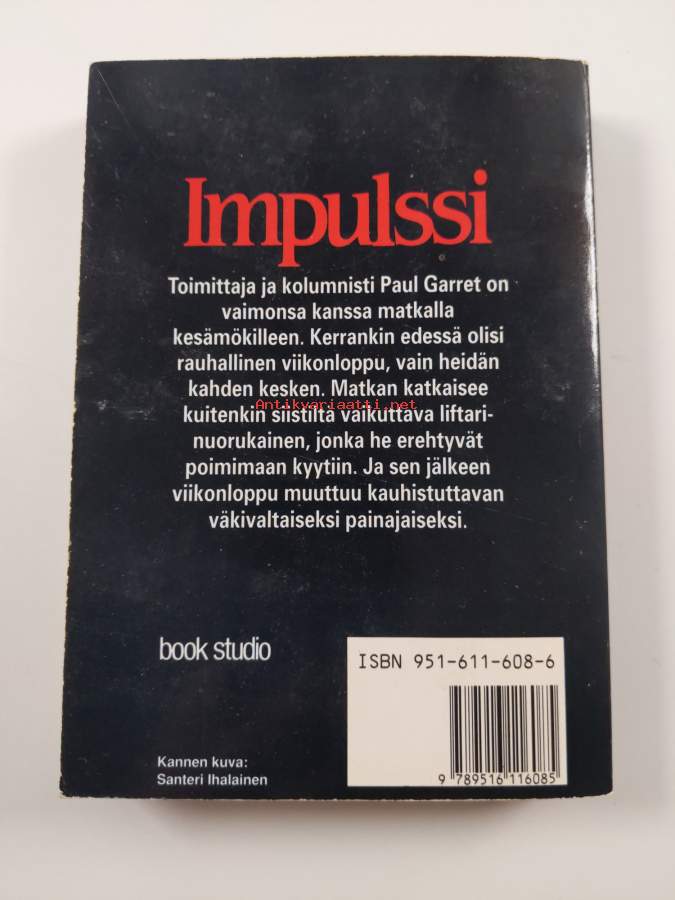 Impulssi
Toimittaja ja kolumnisti Paul Garret on
vaimonsa kanssa matkalla
kesämökilleen. Kerrankin edessä olisi
rauhallinen viikonloppu, vain heidän
kahden kesken. Matkan katkaisee
Antikvariaatti.net
kuitenkin siistiltä vaikuttava liftari-
nuorukainen, jonka he erehtyvät
poimimaan kyytiin. Ja sen jälkeen
viikonloppu muuttuu kauhistuttavan
väkivaltaiseksi painajaiseksi.
book studio
ISBN 951-611-608-6
9 789516 116085
Kannen kuva:
Santeri Ihalainen